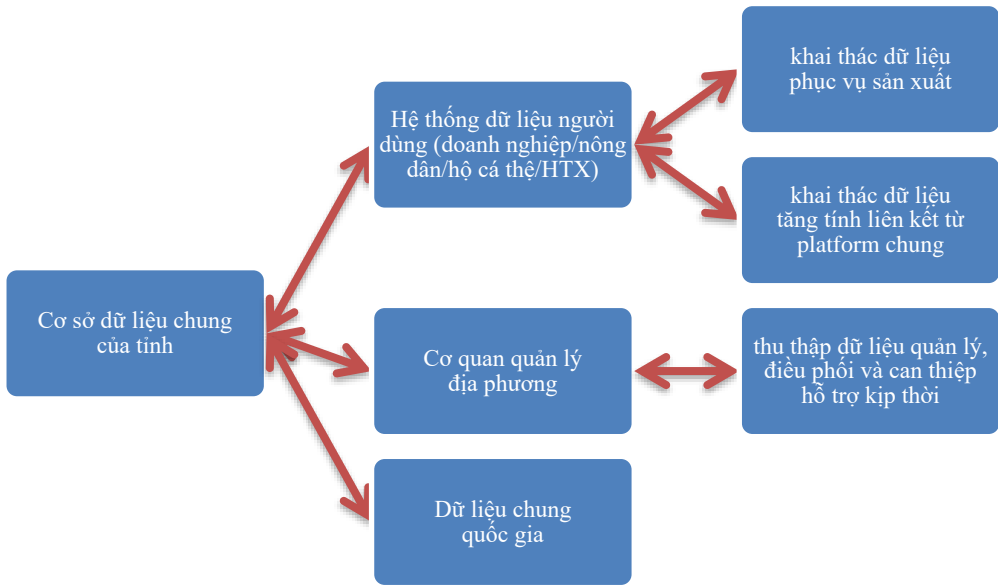 Cơ sở dữ liệu chung
của tỉnh
Hệ thống dữ liệu người
dùng (doanh nghiệp/nông
dân/hộ cá thệ/HTX)
khai thác dữ liệu
phục vụ sản xuất
khai thác dữ liệu
tăng tính liên kết từ
platform chung
Cơ quan quản lý
địa phương
thu thập dữ liệu quản lý,
điều phối và can thiệp
hỗ trợ kịp thời
Dữ liệu chung
quốc gia